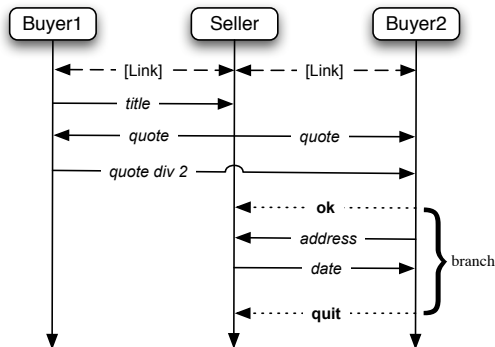 Buyer1 Seller Buyer2
[Link] [Link]
title
quote quote
quote div 2
ok
address
branch
date
quit